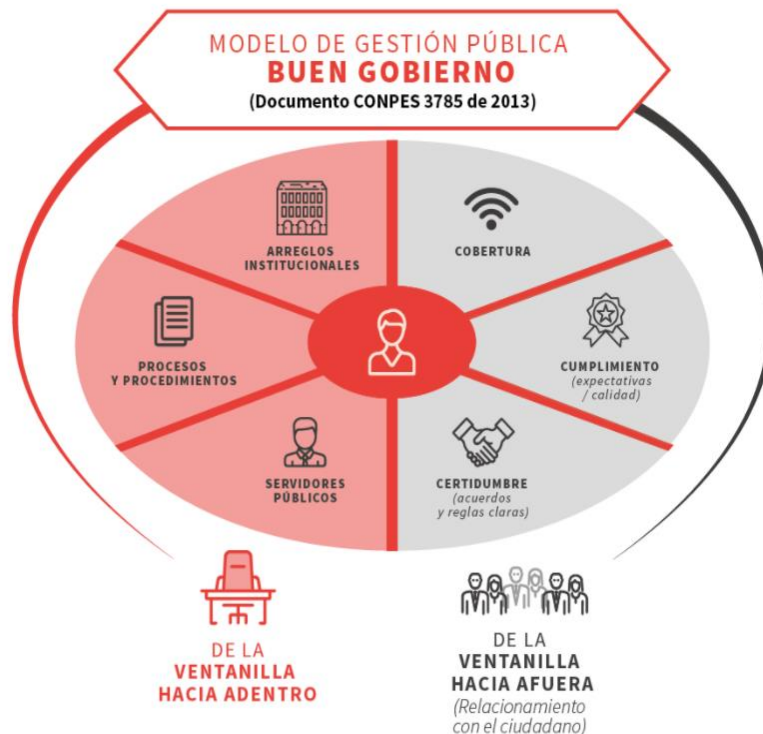 MODELO DE GESTIÓN PÚBLICA
BUEN GOBIERNO
(Documento CONPES 3785 de 2013)
ARREGLOS
INSTITUCIONALES
COBERTURA
PROCESOS
Y PROCEDIMIENTOS
CUMPLIMIENTO
(expectativas
/ calidad)
SERVIDORES
PÚBLICOS
CERTIDUMBRE
(acuerdos
y reglas claras)
DE LA
VENTANILLA
HACIA ADENTRO
DE LA
VENTANILLA
HACIA AFUERA
(Relacionamiento
con el ciudadano)